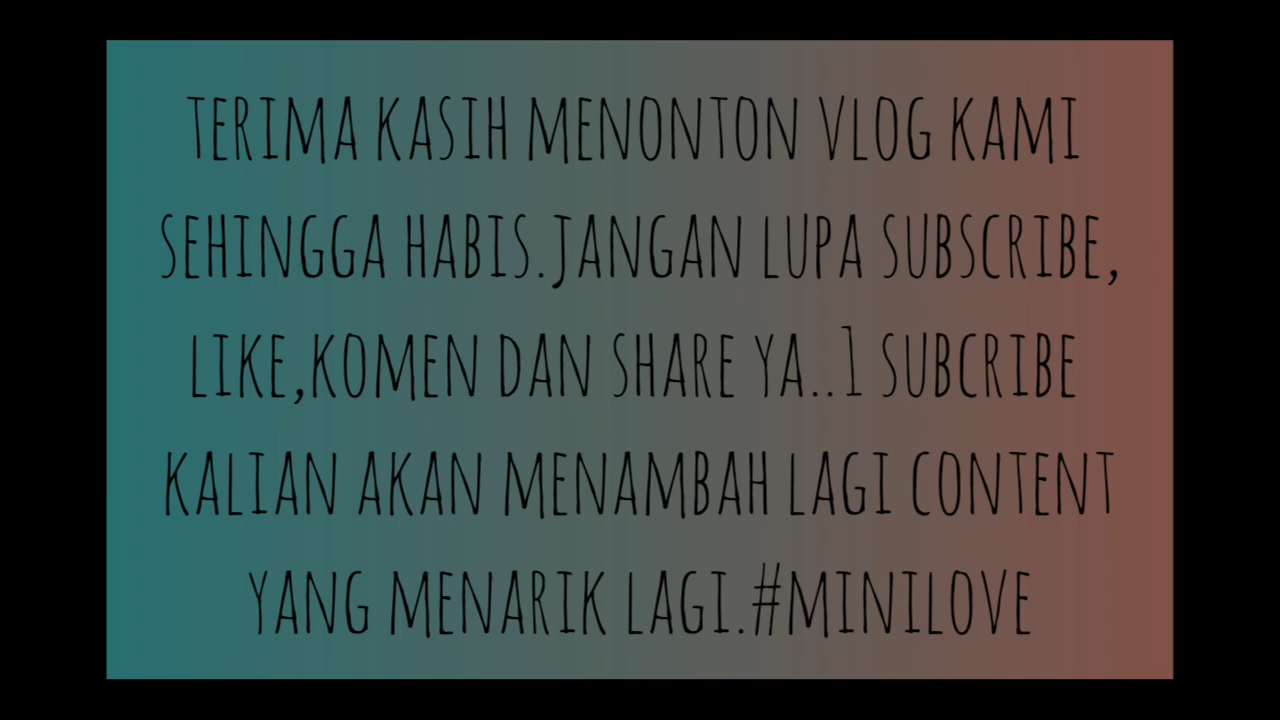 TERIMA KASIH MENONTON VLOG KAMI
SEHINGGA HABIS.JANGAN LUPA SUBSCRIBE,
LIKE,KOMEN DAN SHARE YA..1 SUBCRIBE
KALIAN AKAN MENAMBAH LAGI CONTENT
YANG MENARIK LAGI.#MINILOVE